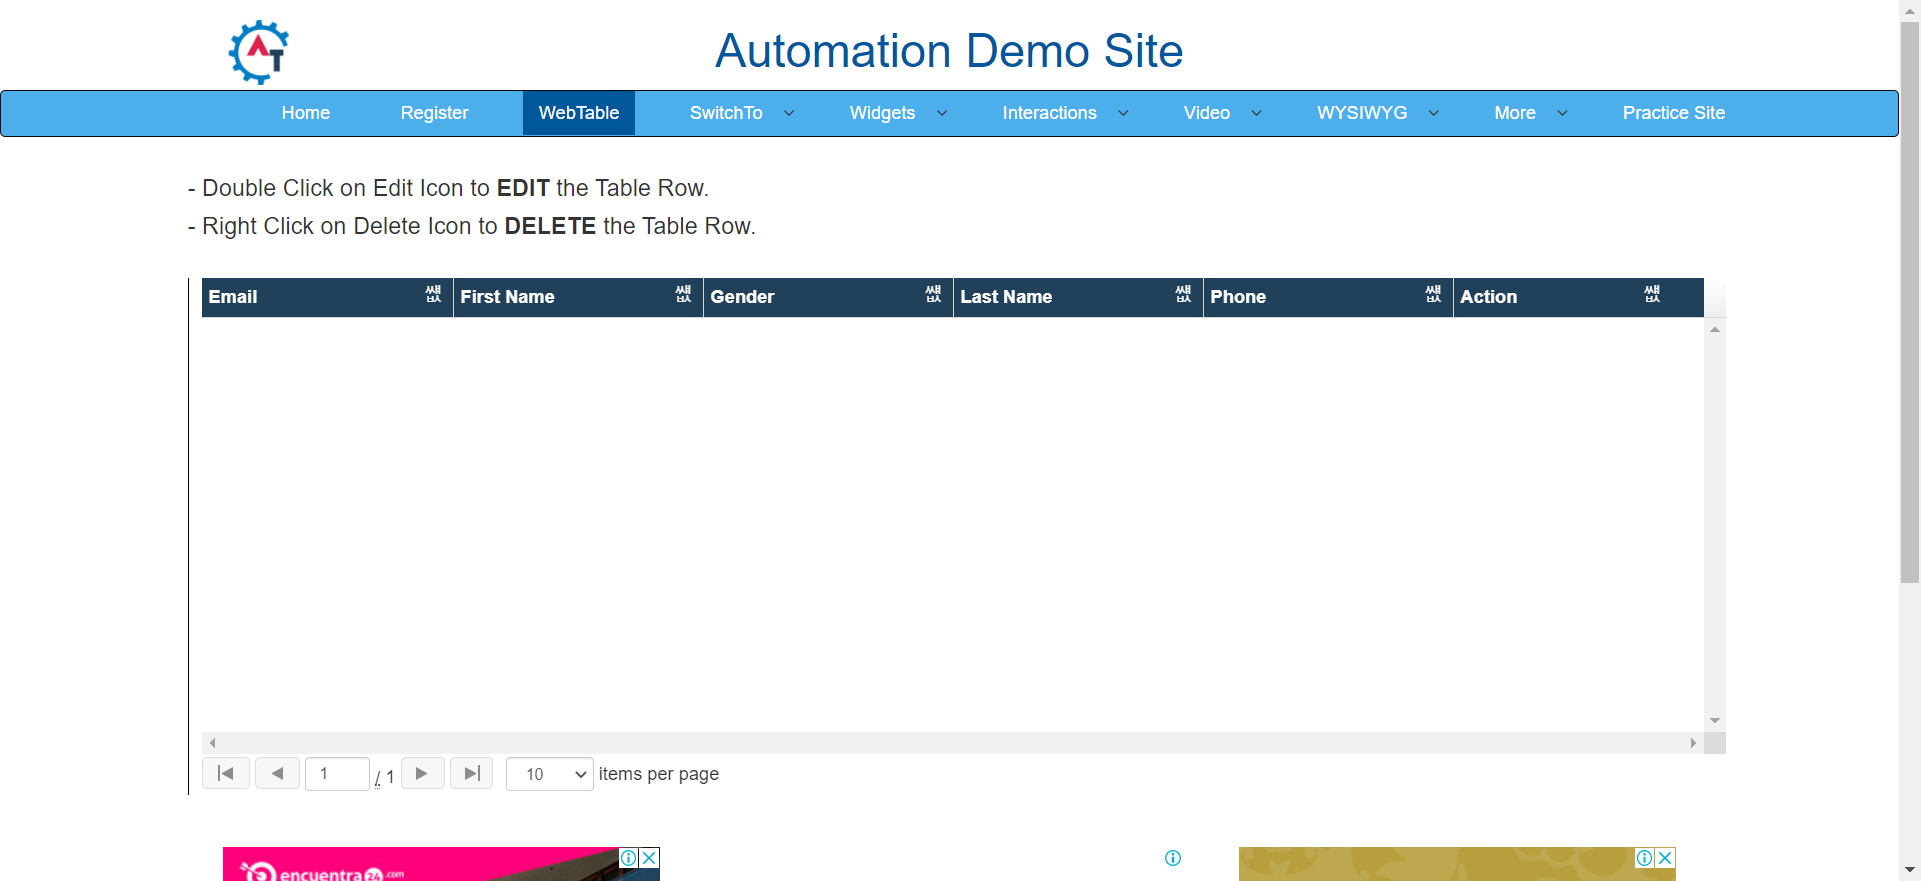 AT
Automation Demo Site
Home Register WebTable SwitchTo Widgets Interactions Video WYSIWYG More Practice Site
- Double Click on Edit Icon to EDIT the Table Row.
- Right Click on Delete Icon to DELETE the Table Row.
Email First Name Gender Last Name Phone Action
1 / 1 10 items per page
encuentra24.com